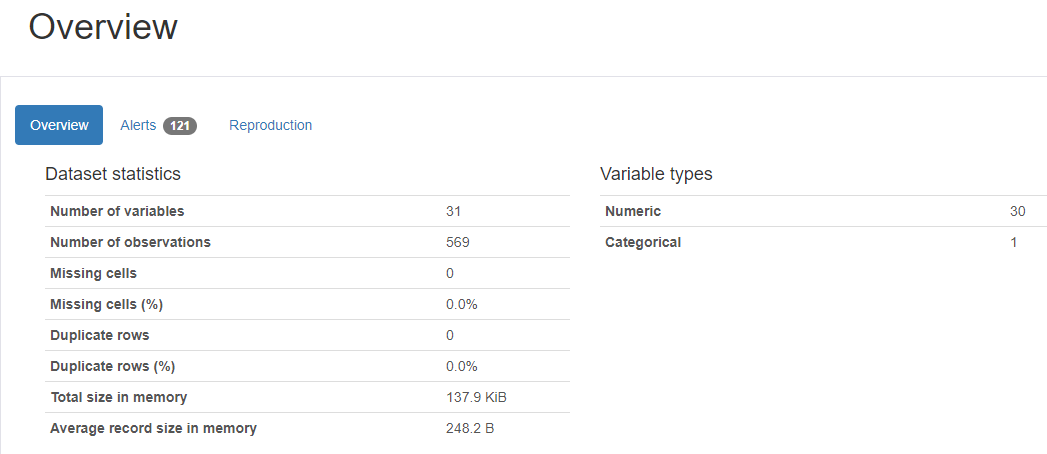 Overview
Overview Alerts 121 Reproduction
Dataset statistics
Number of variables 31
Number of observations 569
Missing cells 0
Missing cells (%) 0.0%
Duplicate rows 0
Duplicate rows (%) 0.0%
Total size in memory 137.9 KiB
Average record size in memory 248.2 B
Variable types
Numeric 30
Categorical 1